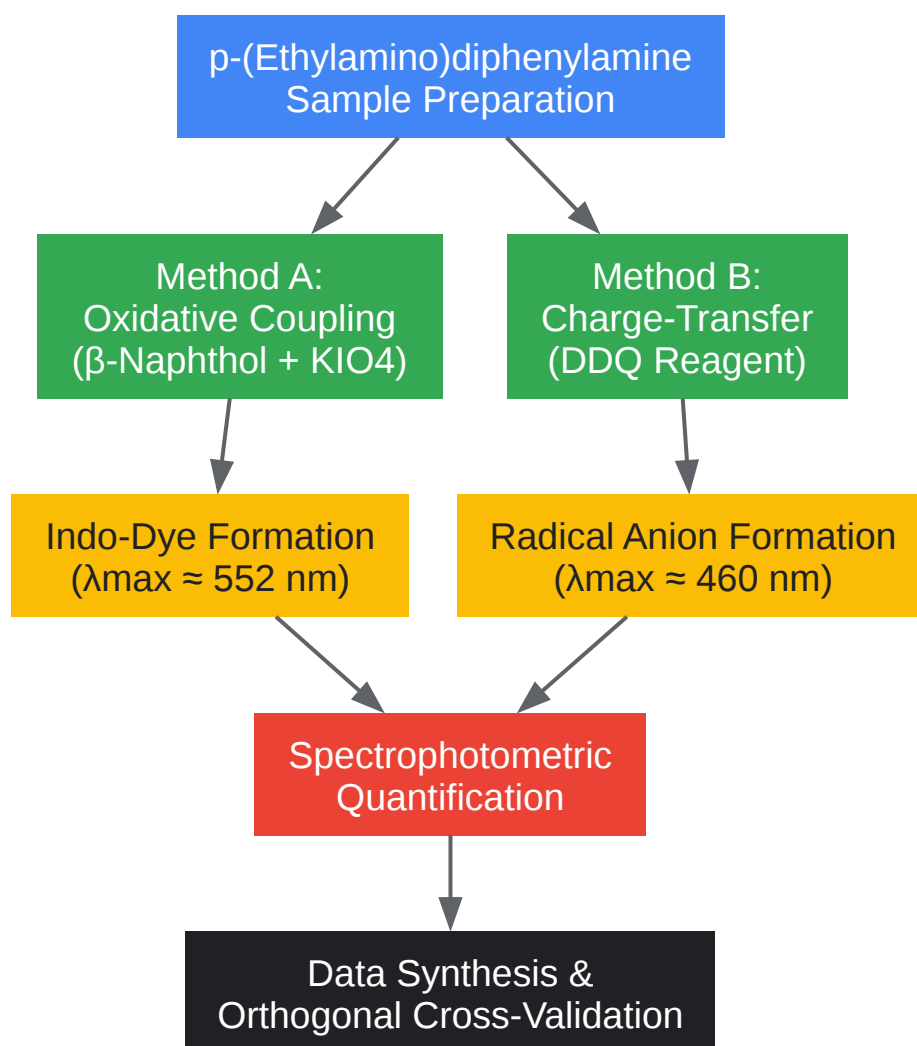 p-(Ethylamino)diphenylamine
Sample Preparation
Method A:
Oxidative Coupling
(β-Naphthol + KIO4)
Method B:
Charge-Transfer
(DDQ Reagent)
Indo-Dye Formation
(λmax ≈ 552 nm)
Radical Anion Formation
(λmax ≈ 460 nm)
Spectrophotometric
Quantification
Data Synthesis &
Orthogonal Cross-Validation